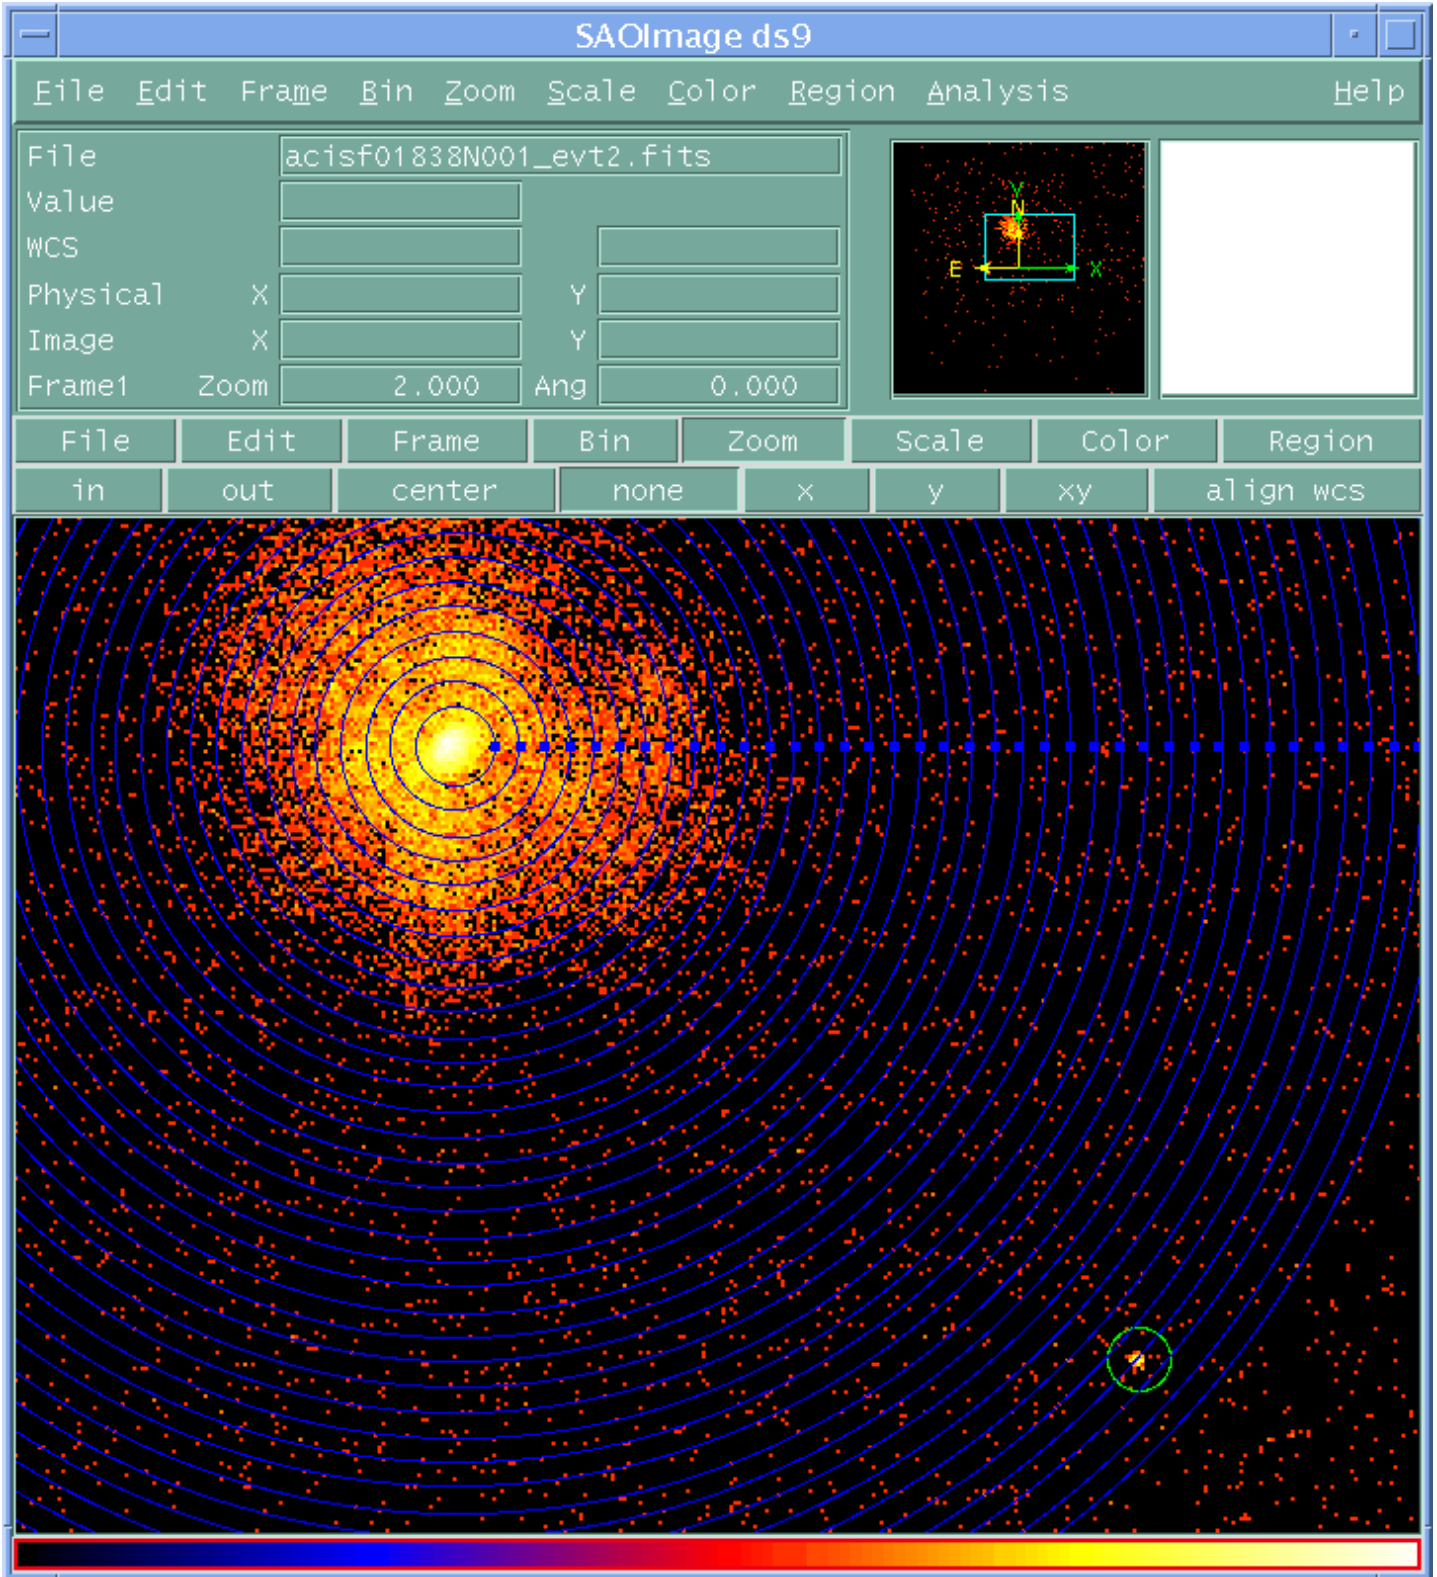 SAOImage ds9
File Edit Frame Bin Zoom Scale Color Region Analysis Help
File acisf01838N001_evt2.fits
Value
WCS
Physical X Y
Image X Y
Frame1 Zoom 2.000 Ang 0.000
Y
N
E X
File Edit Frame Bin Zoom Scale Color Region
in out center none x y xy align wcs